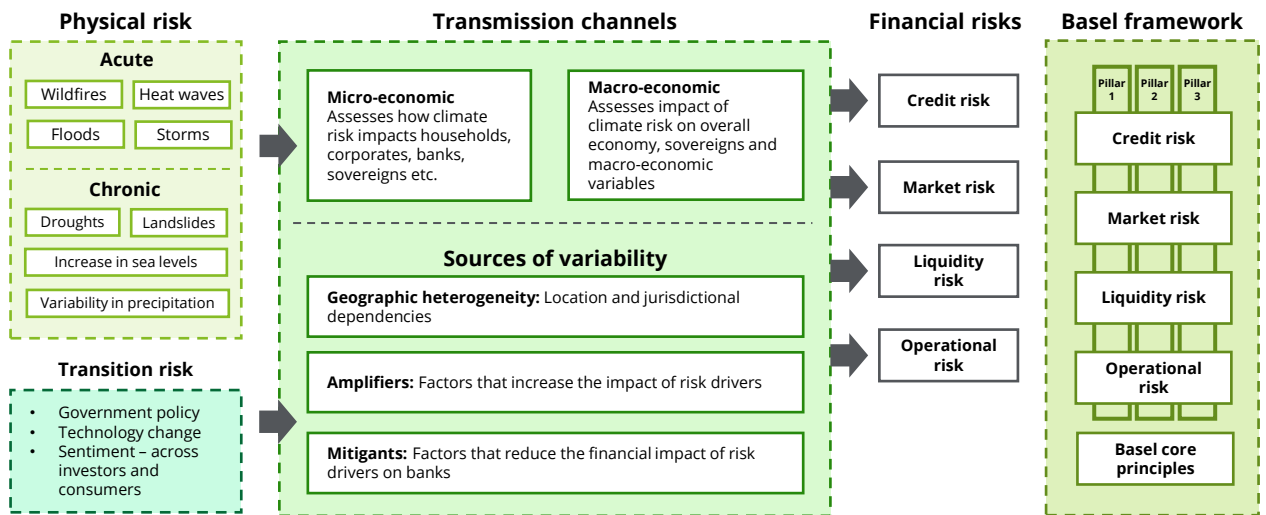 Physical risk
Acute
Wildfires
Heat waves
Floods
Storms
Chronic
Droughts
Landslides
Increase in sea levels
Variability in precipitation
Transition risk
• Government policy
• Technology change
• Sentiment – across
investors and
consumers
Transmission channels
Micro-economic
Assesses how climate
risk impacts households,
corporates, banks,
sovereigns etc.
Macro-economic
Assesses impact of
climate risk on overall
economy, sovereigns and
macro-economic
variables
Sources of variability
Geographic heterogeneity: Location and jurisdictional
dependencies
Amplifiers: Factors that increase the impact of risk drivers
Mitigants: Factors that reduce the financial impact of risk
drivers on banks
Financial risks
Credit risk
Market risk
Liquidity
risk
Operational
risk
Basel framework
Pillar
1
Pillar
2
Pillar
3
Credit risk
Market risk
Liquidity risk
Operational
risk
Basel core
principles